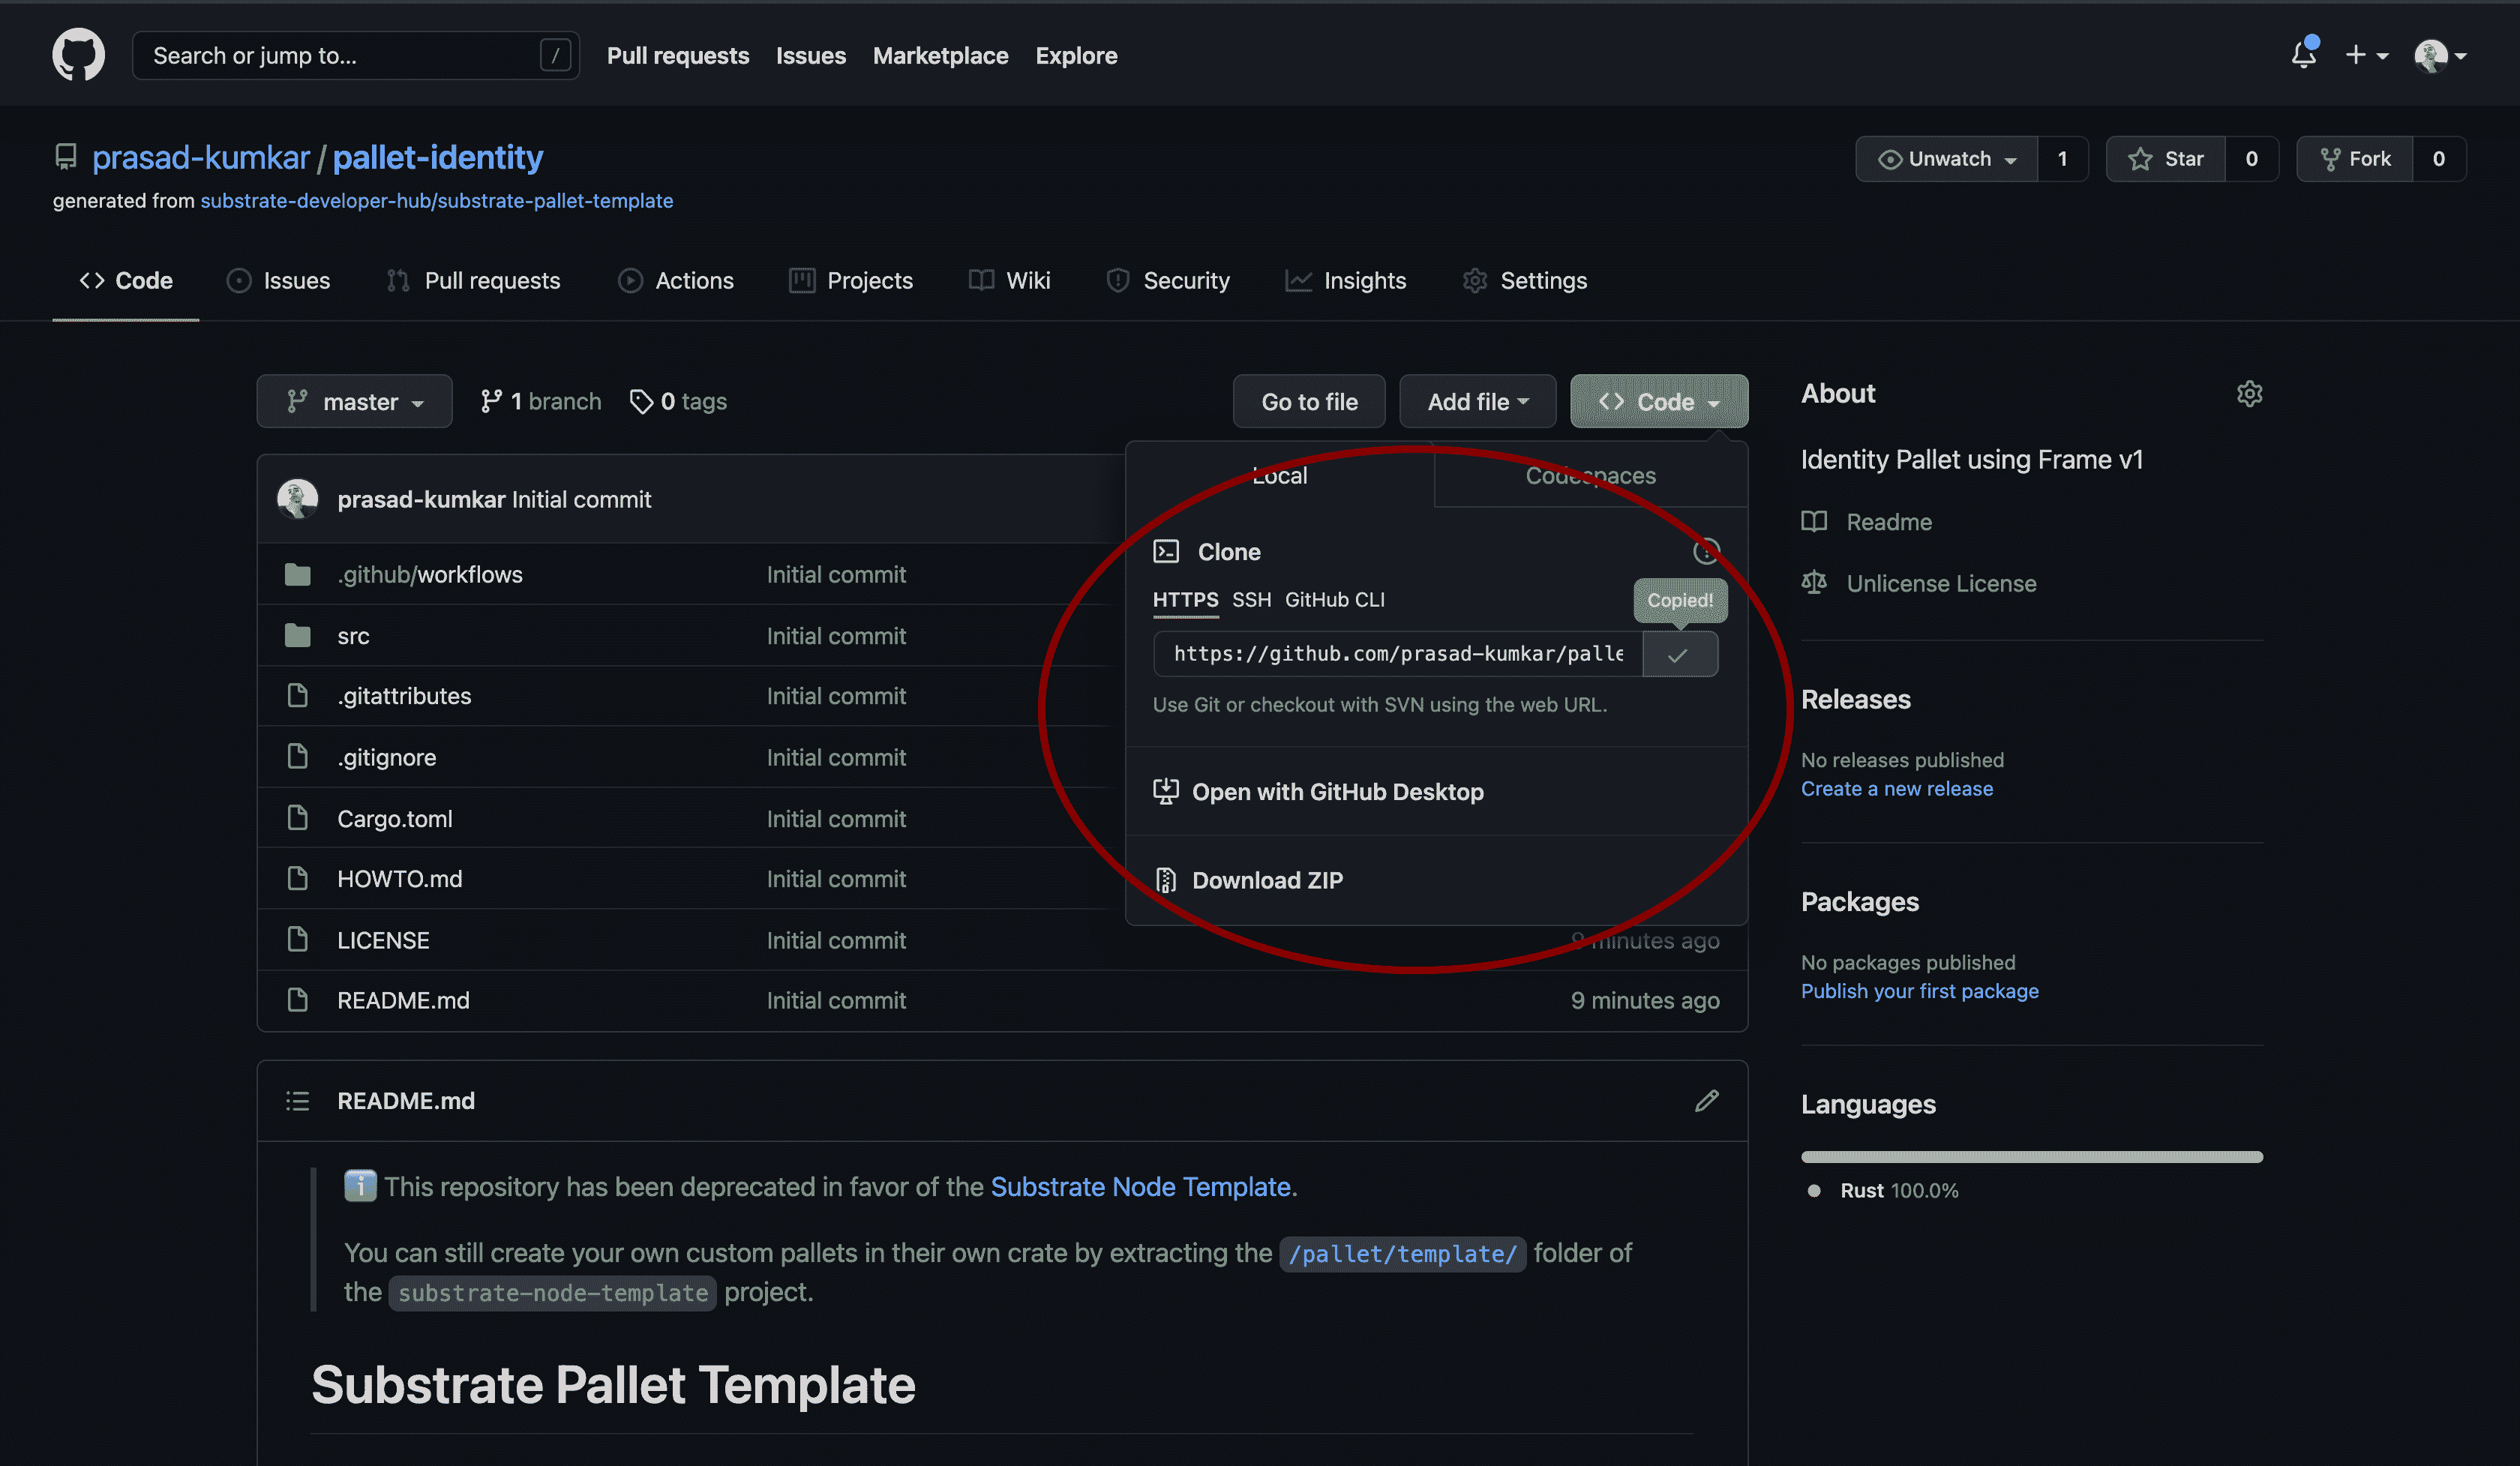 Search or jump to... /
Pull requests Issues Marketplace Explore
prasad-kumkar / pallet-identity
generated from substrate-developer-hub/substrate-pallet-template
Unwatch 1 Star 0 Fork 0
Code Issues Pull requests Actions Projects Wiki Security Insights Settings
master 1 branch 0 tags
Go to file Add file Code
prasad-kumkar Initial commit
.github/workflows Initial commit
src Initial commit
.gitattributes Initial commit
.gitignore Initial commit
Cargo.toml Initial commit
HOWTO.md Initial commit
LICENSE Initial commit 9 minutes ago
README.md Initial commit 9 minutes ago
Local Codespaces
Clone
HTTPS SSH GitHub CLI
Copied!
https://github.com/prasad-kumkar/palle
Use Git or checkout with SVN using the web URL.
Open with GitHub Desktop
Download ZIP
About
Identity Pallet using Frame v1
Readme
Unlicense License
Releases
No releases published
Create a new release
Packages
No packages published
Publish your first package
Languages
Rust 100.0%
README.md
i This repository has been deprecated in favor of the Substrate Node Template.
You can still create your own custom pallets in their own crate by extracting the /pallet/template/ folder of
the substrate-node-template project.
Substrate Pallet Template